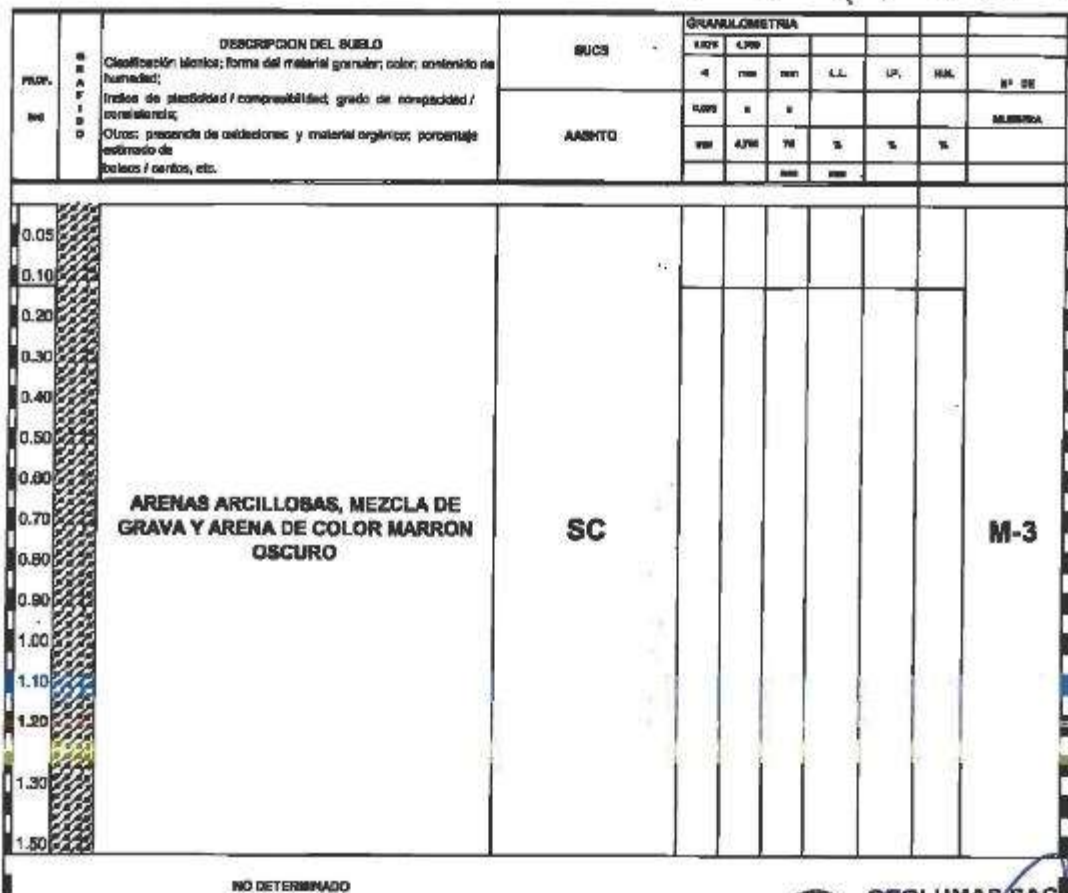 PROF.
GRAFIDO
DESCRIPCION DEL SUELO
Clasificación técnica; forma del material granular; color; contenido de
humedad;
Indice de plasticidad / compresibilidad; grado de compacidad /
consistencia;
Otros: presencia de oxidaciones y material orgánico; porcentaje
estimado de
SUCS
AASHTO
GRANULOMETRIA
L.L.
I.P.
H.N.
% % %
N° DE
MUESTRA
0.05
0.10
0.20
0.30
0.40
0.50
0.60
0.70
0.80
0.90
1.00
1.10
1.20
1.30
1.50
ARENAS ARCILLOSAS, MEZCLA DE
GRAVA Y ARENA DE COLOR MARRON
OSCURO
SC
M-3
NO DETERMINADO